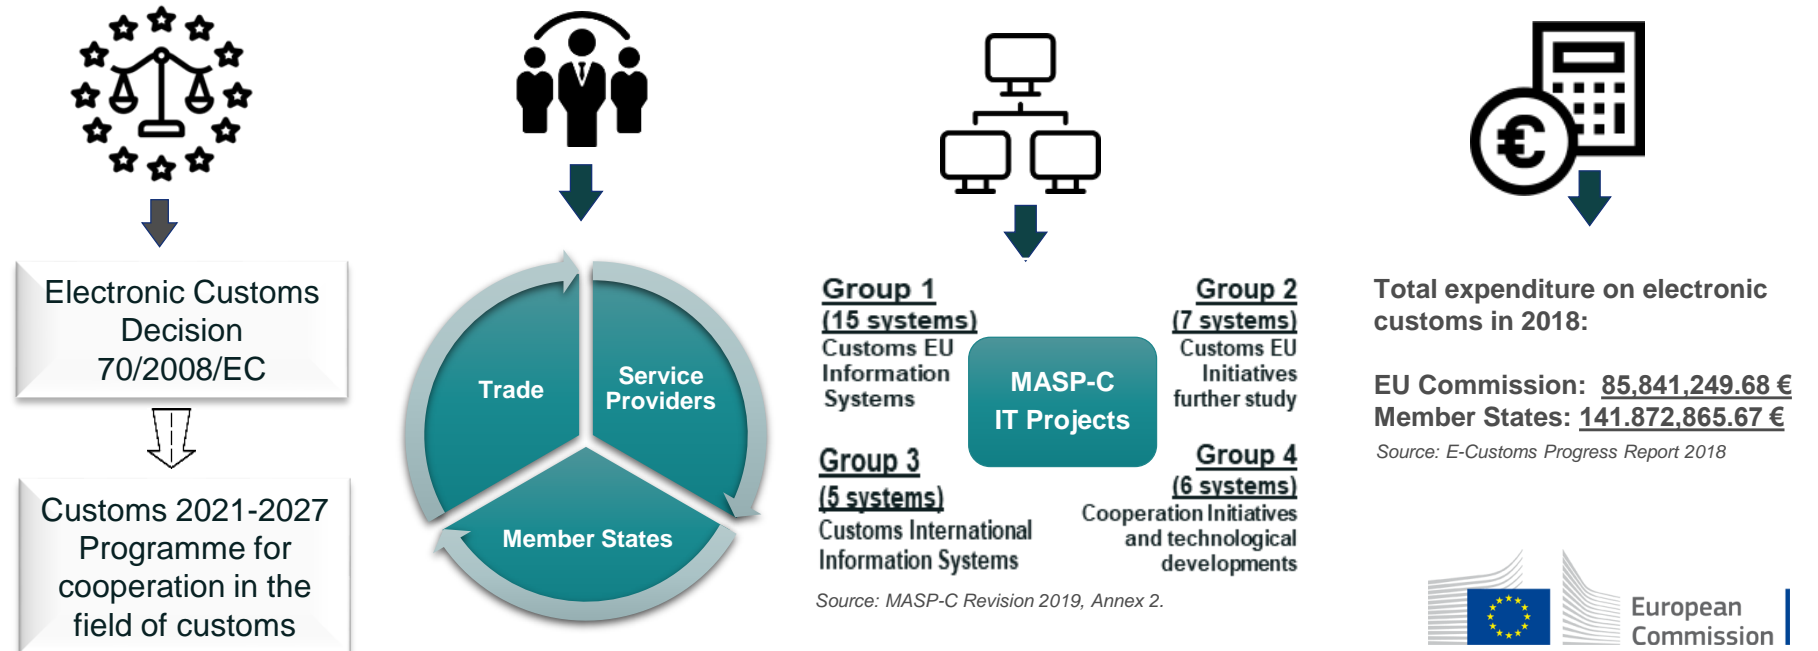 Electronic Customs
Decision
70/2008/EC
Customs 2021-2027
Programme for
cooperation in the
field of customs
Trade
Service
Providers
Member States
Group 1
(15 systems)
Customs EU
Information
Systems
Group 2
(7 systems)
Customs EU
Initiatives
further study
MASP-C
IT Projects
Group 3
(5 systems)
Customs International
Information Systems
Group 4
(6 systems)
Cooperation Initiatives
and technological
developments
Source: MASP-C Revision 2019, Annex 2.
Total expenditure on electronic
customs in 2018:
EU Commission: 85,841,249.68 €
Member States: 141.872,865.67 €
Source: E-Customs Progress Report 2018
European
Commission